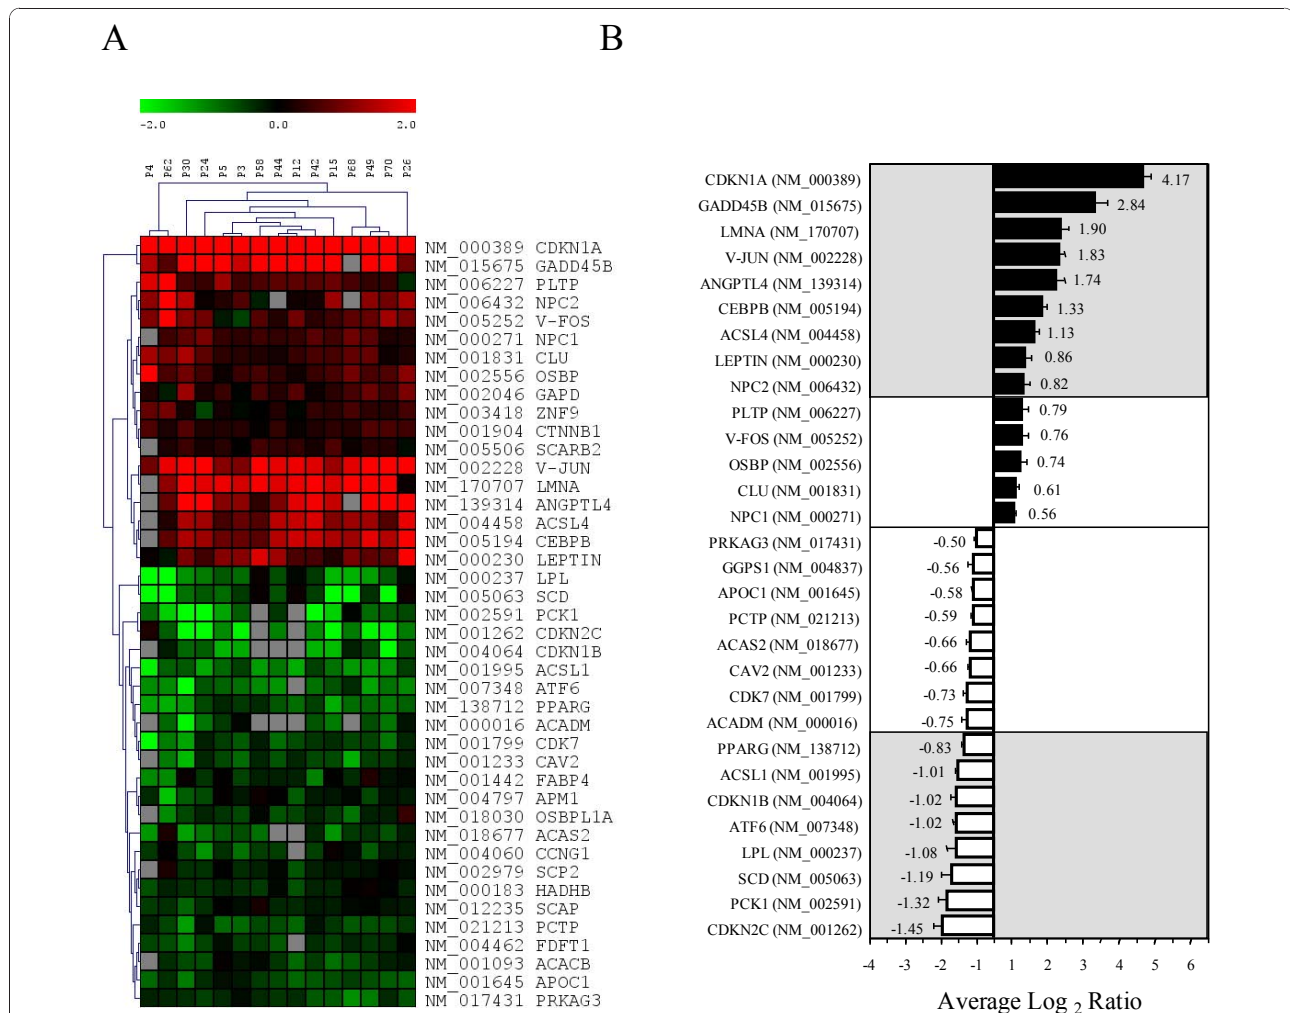 A
B
-2.0 0.0 2.0
P4 P62 P30 P24 P5 P3 P58 P44 P12 P42 P15 P68 P49 P70 P26
NM_000389 CDKN1A
NM_015675 GADD45B
NM_006227 PLTP
NM_006432 NPC2
NM_005252 V-FOS
NM_000271 NPC1
NM_001831 CLU
NM_002556 OSBP
NM_002046 GAPD
NM_003418 ZNF9
NM_001904 CTNNB1
NM_005506 SCARB2
NM_002228 V-JUN
NM_170707 LMNA
NM_139314 ANGPTL4
NM_004458 ACSL4
NM_005194 CEBPB
NM_000230 LEPTIN
NM_000237 LPL
NM_005063 SCD
NM_002591 PCK1
NM_001262 CDKN2C
NM_004064 CDKN1B
NM_001995 ACSL1
NM_007348 ATF6
NM_138712 PPARG
NM_000016 ACADM
NM_001799 CDK7
NM_001233 CAV2
NM_001442 FABP4
NM_004797 APM1
NM_018030 OSBPL1A
NM_018677 ACAS2
NM_004060 CCNG1
NM_002979 SCP2
NM_000183 HADHB
NM_012235 SCAP
NM_021213 PCTP
NM_004462 FDFT1
NM_001093 ACACB
NM_001645 APOC1
NM_017431 PRKAG3
CDKN1A (NM_000389) 4.17
GADD45B (NM_015675) 2.84
LMNA (NM_170707) 1.90
V-JUN (NM_002228) 1.83
ANGPTL4 (NM_139314) 1.74
CEBPB (NM_005194) 1.33
ACSL4 (NM_004458) 1.13
LEPTIN (NM_000230) 0.86
NPC2 (NM_006432) 0.82
PLTP (NM_006227) 0.79
V-FOS (NM_005252) 0.76
OSBP (NM_002556) 0.74
CLU (NM_001831) 0.61
NPC1 (NM_000271) 0.56
PRKAG3 (NM_017431) -0.50
GGPS1 (NM_004837) -0.56
APOC1 (NM_001645) -0.58
PCTP (NM_021213) -0.59
ACAS2 (NM_018677) -0.66
CAV2 (NM_001233) -0.66
CDK7 (NM_001799) -0.73
ACADM (NM_000016) -0.75
PPARG (NM_138712) -0.83
ACSL1 (NM_001995) -1.01
CDKN1B (NM_004064) -1.02
ATF6 (NM_007348) -1.02
LPL (NM_000237) -1.08
SCD (NM_005063) -1.19
PCK1 (NM_002591) -1.32
CDKN2C (NM_001262) -1.45
-4 -3 -2 -1 1 2 3 4 5 6
Average Log 2 Ratio